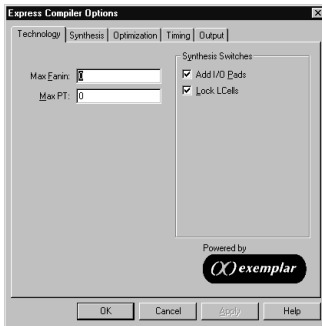 Express Compiler Options
Technology Synthesis Optimization Timing Output
Synthesis Switches
Max Fanin: 0
Add I/O Pads
Max PT: 0
Lock LCells
Powered by
exemplar
OK Cancel Apply Help